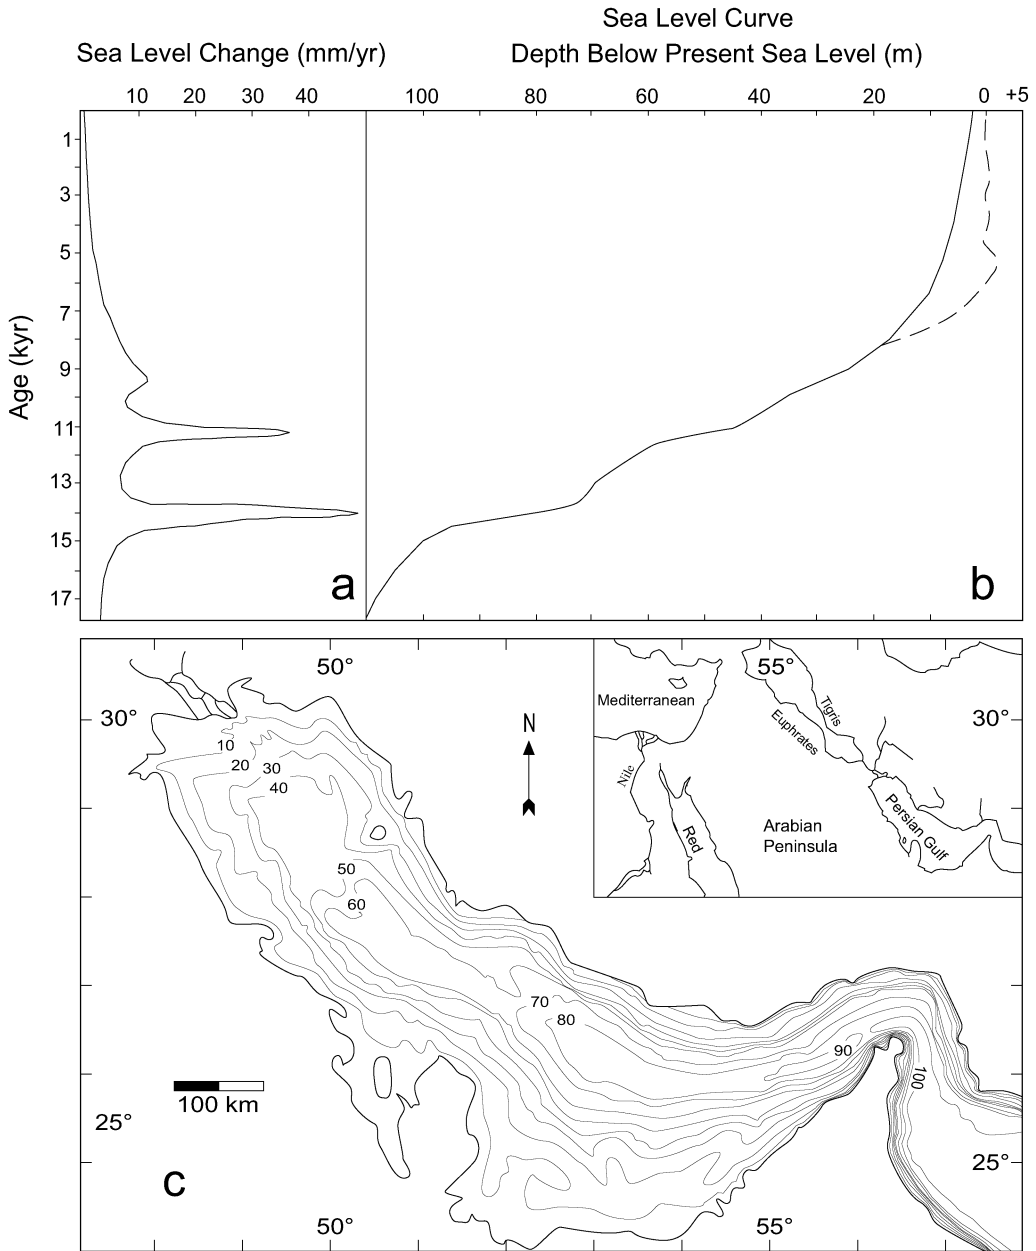 Sea Level Curve
Sea Level Change (mm/yr)
Depth Below Present Sea Level (m)
10 20 30 40 100 80 60 40 20 0 +5
Age (kyr)
1
3
5
7
9
11
13
15
17
a
b
50°
55°
30°
30°
N
Mediterranean
Tigris
Euphrates
Nile
Red
Arabian
Peninsula
Persian Gulf
10
20
30
40
50
60
70
80
90
100
100 km
25°
25°
c
50°
55°